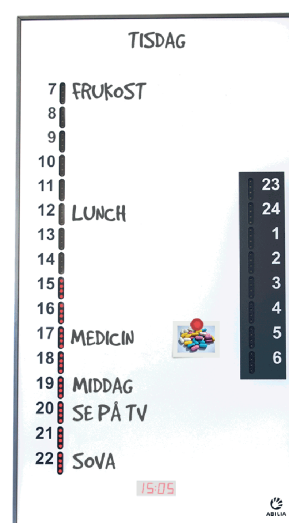 TISDAG
7 FRUKOST
8
9
10
11
12 LUNCH
13
14
15
16
17 MEDICIN
18
19 MIDDAG
20 SE PÅ TV
21
22 SOVA
23
24
1
2
3
4
5
6
15:05
ABILIA